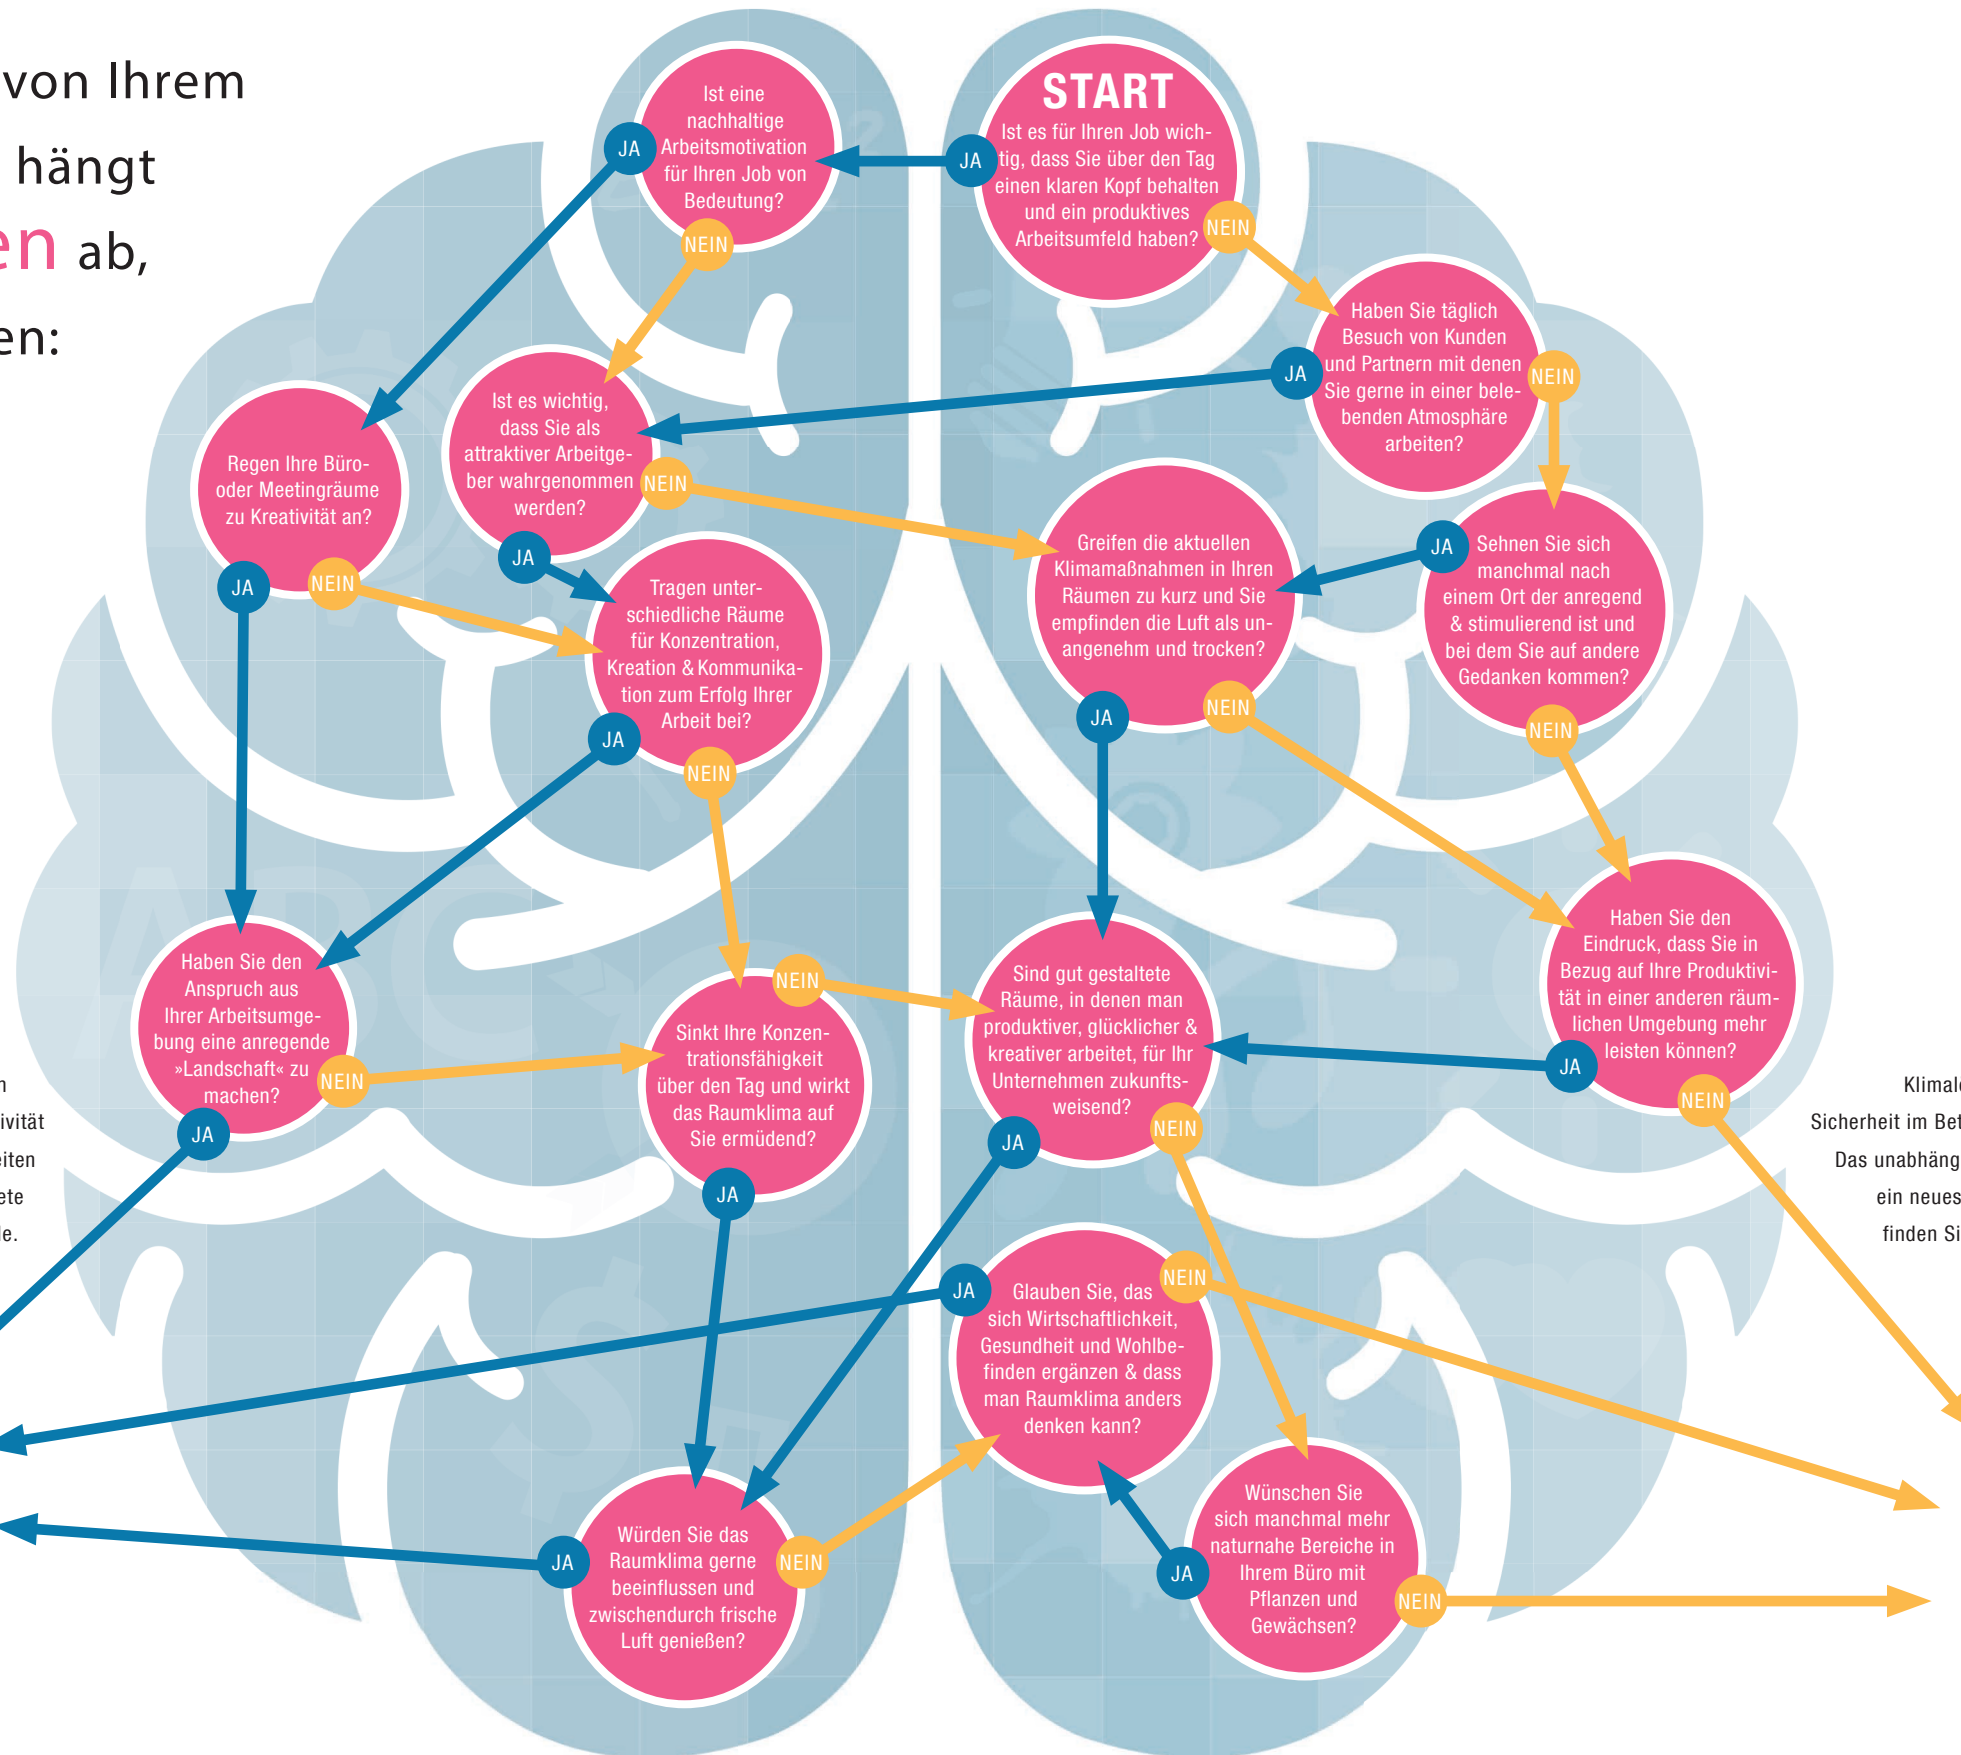 von Ihrem
hängt
en ab,
en:
START
Ist es für Ihren Job wich-
tig, dass Sie über den Tag
einen klaren Kopf behalten
und ein produktives
Arbeitsumfeld haben?
JA
NEIN
Ist eine
nachhaltige
Arbeitsmotivation
für Ihren Job von
Bedeutung?
JA
NEIN
Haben Sie täglich
Besuch von Kunden
und Partnern mit denen
Sie gerne in einer bele-
benden Atmosphäre
arbeiten?
JA
NEIN
Regen Ihre Büro-
oder Meetingräume
zu Kreativität an?
JA
NEIN
Ist es wichtig,
dass Sie als
attraktiver Arbeitge-
ber wahrgenommen
werden?
JA
NEIN
Tragen unter-
schiedliche Räume
für Konzentration,
Kreation & Kommunika-
tion zum Erfolg Ihrer
Arbeit bei?
JA
NEIN
Greifen die aktuellen
Klimamaßnahmen in Ihren
Räumen zu kurz und Sie
empfinden die Luft als un-
angenehm und trocken?
JA
NEIN
Sehnen Sie sich
manchmal nach
einem Ort der anregend
& stimulierend ist und
bei dem Sie auf andere
Gedanken kommen?
JA
NEIN
Haben Sie den
Anspruch aus
Ihrer Arbeitsumge-
bung eine anregende
»Landschaft« zu
machen?
JA
NEIN
Sinkt Ihre Konzen-
trationsfähigkeit
über den Tag und wirkt
das Raumklima auf
Sie ermüdend?
JA
NEIN
Sind gut gestaltete
Räume, in denen man
produktiver, glücklicher &
kreativer arbeitet, für Ihr
Unternehmen zukunfts-
weisend?
JA
NEIN
Haben Sie den
Eindruck, dass Sie in
Bezug auf Ihre Produktivi-
tät in einer anderen räum-
lichen Umgebung mehr
leisten können?
JA
NEIN
Glauben Sie, das
sich Wirtschaftlichkeit,
Gesundheit und Wohlbe-
finden ergänzen & dass
man Raumklima anders
denken kann?
JA
NEIN
Würden Sie das
Raumklima gerne
beeinflussen und
zwischendurch frische
Luft genießen?
JA
NEIN
Wünschen Sie
sich manchmal mehr
naturnahe Bereiche in
Ihrem Büro mit
Pflanzen und
Gewächsen?
JA
NEIN
n
ivität
eiten
ete
le.
Klimal
Sicherheit im Bet
Das unabhäng
ein neues
finden Si
ABC
$